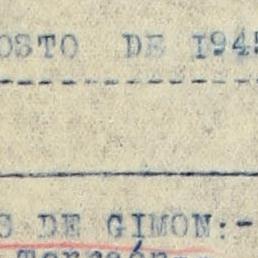 OSTO DE 1945
S DE GIMON:-